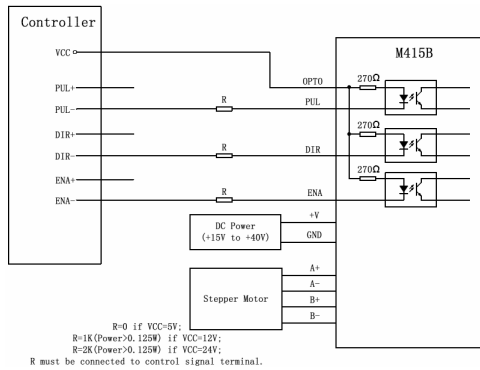 Controller
M415B
VCC
OPTO
270Ω
PUL+
PUL-
R
PUL
DIR+
270Ω
DIR-
R
DIR
ENA+
270Ω
ENA-
R
ENA
DC Power
(+15V to +40V)
+V
GND
Stepper Motor
A+
A-
B+
B-
R=0 if VCC=5V;
R=1K(Power>0.125W) if VCC=12V;
R=2K(Power>0.125W) if VCC=24V;
R must be connected to control signal terminal.